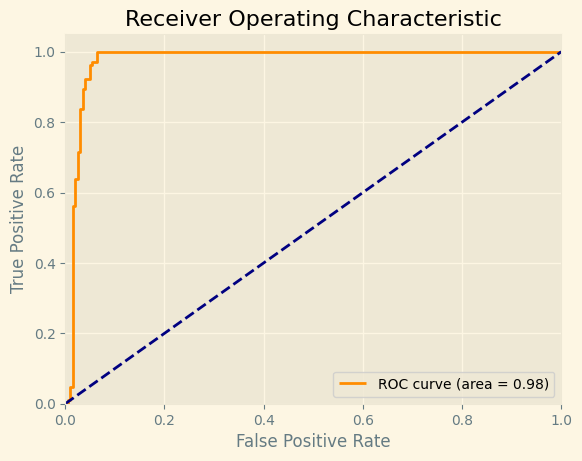 Receiver Operating Characteristic
True Positive Rate
1.0
0.8
0.6
0.4
0.2
0.0
ROC curve (area = 0.98)
0.0 0.2 0.4 0.6 0.8 1.0
False Positive Rate